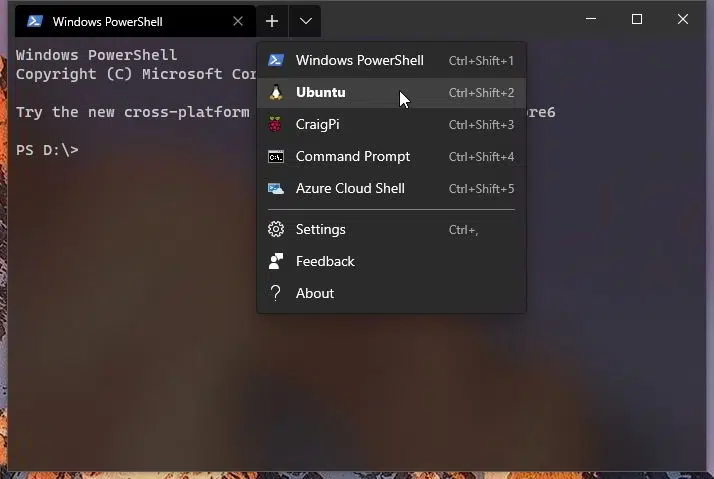 Windows PowerShell
Windows PowerShell
Copyright (C) Microsoft Cor
Try the new cross-platform
re6
PS D:\>
Windows PowerShell Ctrl+Shift+1
Ubuntu Ctrl+Shift+2
CraigPi Ctrl+Shift+3
Command Prompt Ctrl+Shift+4
Azure Cloud Shell Ctrl+Shift+5
Settings Ctrl+,
Feedback
About